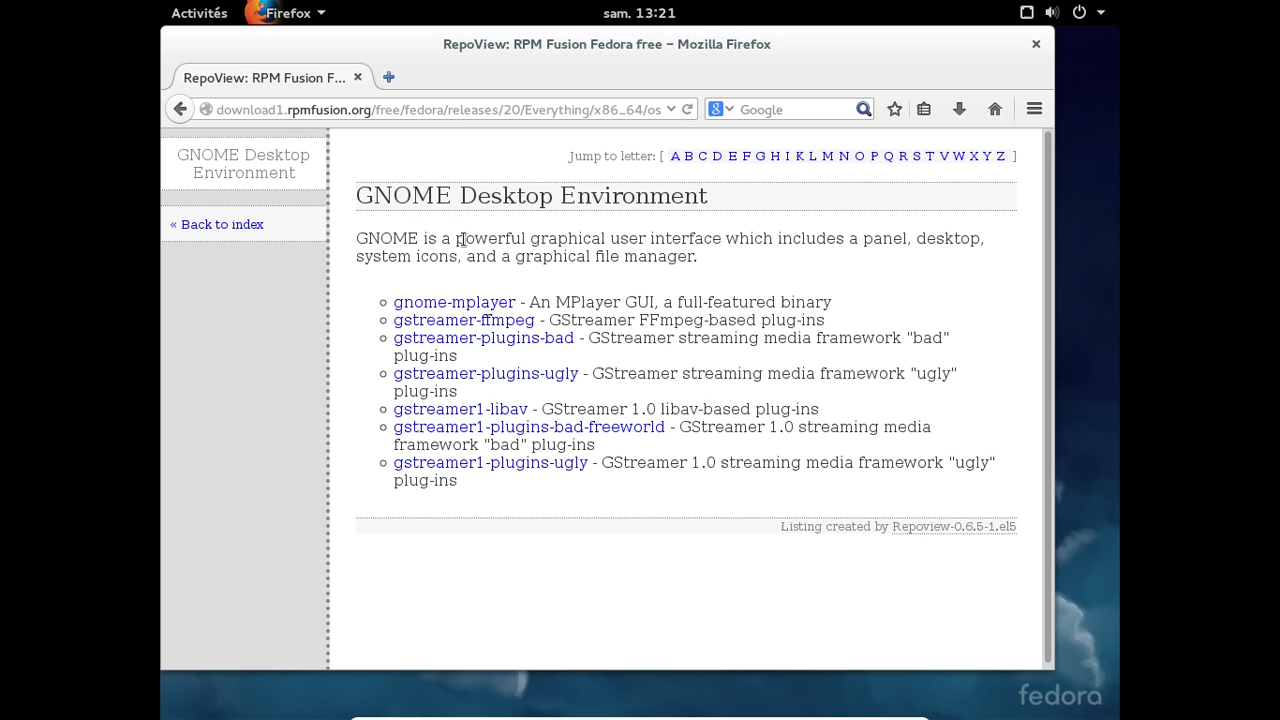 Activités Firefox sam. 13:21
RepoView: RPM Fusion Fedora free – Mozilla Firefox
RepoView: RPM Fusion F...
download1.rpmfusion.org/free/fedora/releases/20/Everything/x86_64/os Google
GNOME Desktop
Environment
« Back to index
Jump to letter: [ A B C D E F G H I K L M N O P Q R S T V W X Y Z ]
GNOME Desktop Environment
GNOME is a powerful graphical user interface which includes a panel, desktop,
system icons, and a graphical file manager.
gnome-mplayer - An MPlayer GUI, a full-featured binary
gstreamer-ffmpeg - GStreamer FFmpeg-based plug-ins
gstreamer-plugins-bad - GStreamer streaming media framework "bad"
plug-ins
gstreamer-plugins-ugly - GStreamer streaming media framework "ugly"
plug-ins
gstreamer1-libav - GStreamer 1.0 libav-based plug-ins
gstreamer1-plugins-bad-freeworld - GStreamer 1.0 streaming media
framework "bad" plug-ins
gstreamer1-plugins-ugly - GStreamer 1.0 streaming media framework "ugly"
plug-ins
Listing created by Repoview-0.6.5-1.el5
fedora